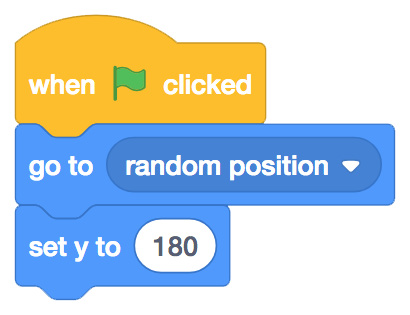 when clicked
go to random position
set y to 180